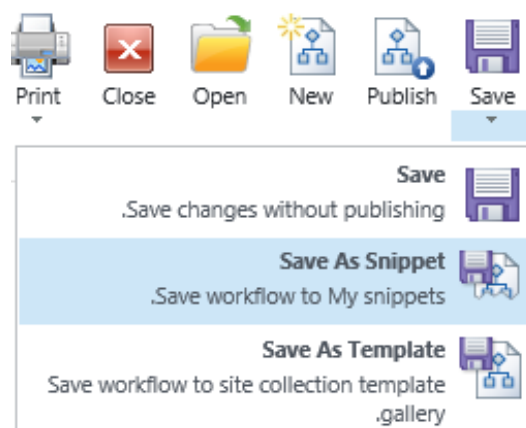 Print
Close
Open
New
Publish
Save
Save
.Save changes without publishing
Save As Snippet
.Save workflow to My snippets
Save As Template
Save workflow to site collection template
.gallery